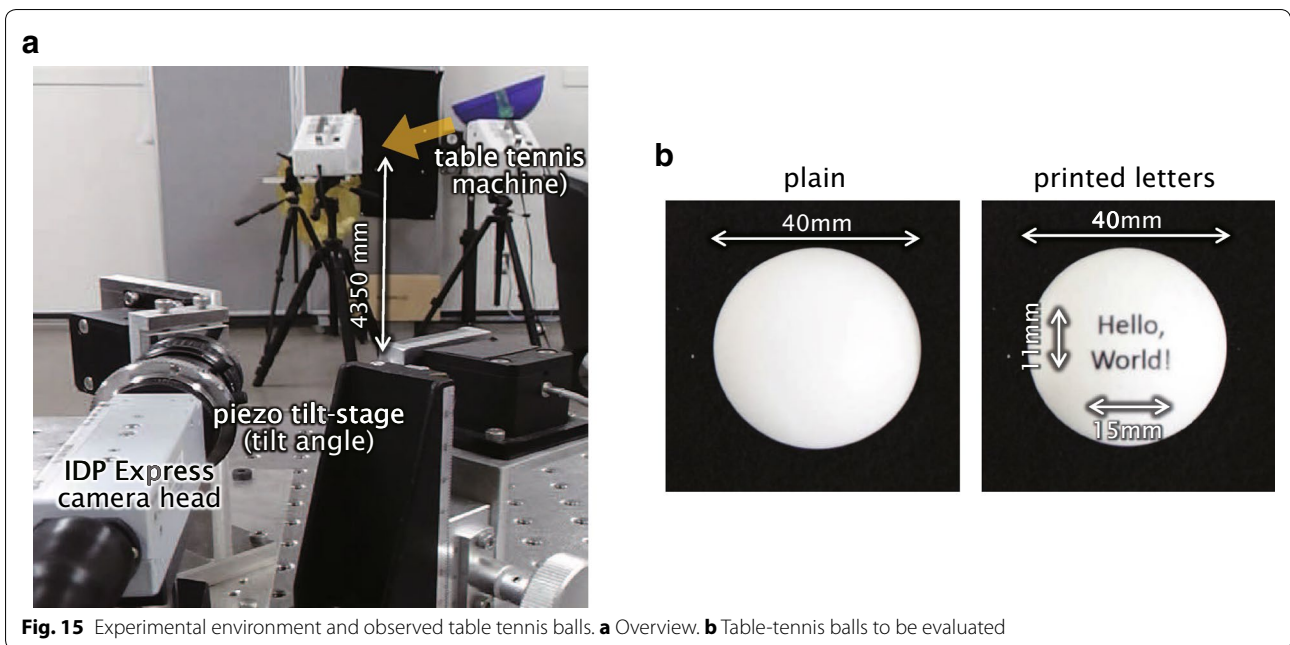 a
table tennis
machine)
4350 mm
piezo tilt-stage
(tilt angle)
IDP Express
camera head
b
plain
printed letters
40mm
40mm
11mm
Hello,
World!
15mm
Fig. 15 Experimental environment and observed table tennis balls. a Overview. b Table-tennis balls to be evaluated